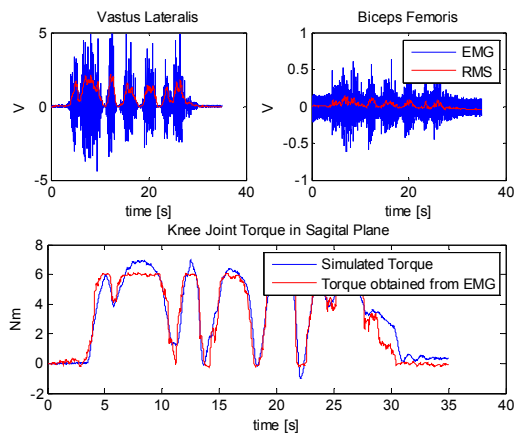 Vastus Lateralis
Biceps Femoris
5
0
-5
V
0
20
40
time [s]
1
0.5
0
-0.5
-1
V
EMG
RMS
0
20
40
time [s]
Knee Joint Torque in Sagital Plane
8
6
4
2
0
-2
Nm
Simulated Torque
Torque obtained from EMG
0
5
10
15
20
25
30
35
40
time [s]